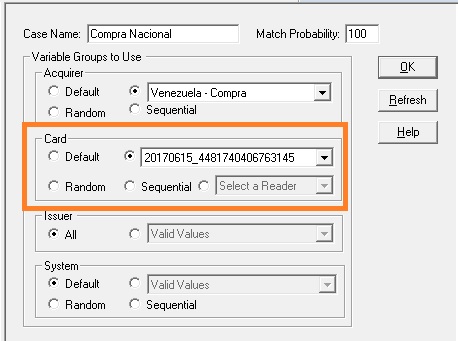 Case Name: Compra Nacional Match Probability: 100
Variable Groups to Use
OK
Acquirer
Default Venezuela - Compra
Refresh
Random Sequential
Help
Card
Default 20170615_4481740406763145
Random Sequential Select a Reader
Issuer
All Valid Values
System
Default Valid Values
Random Sequential